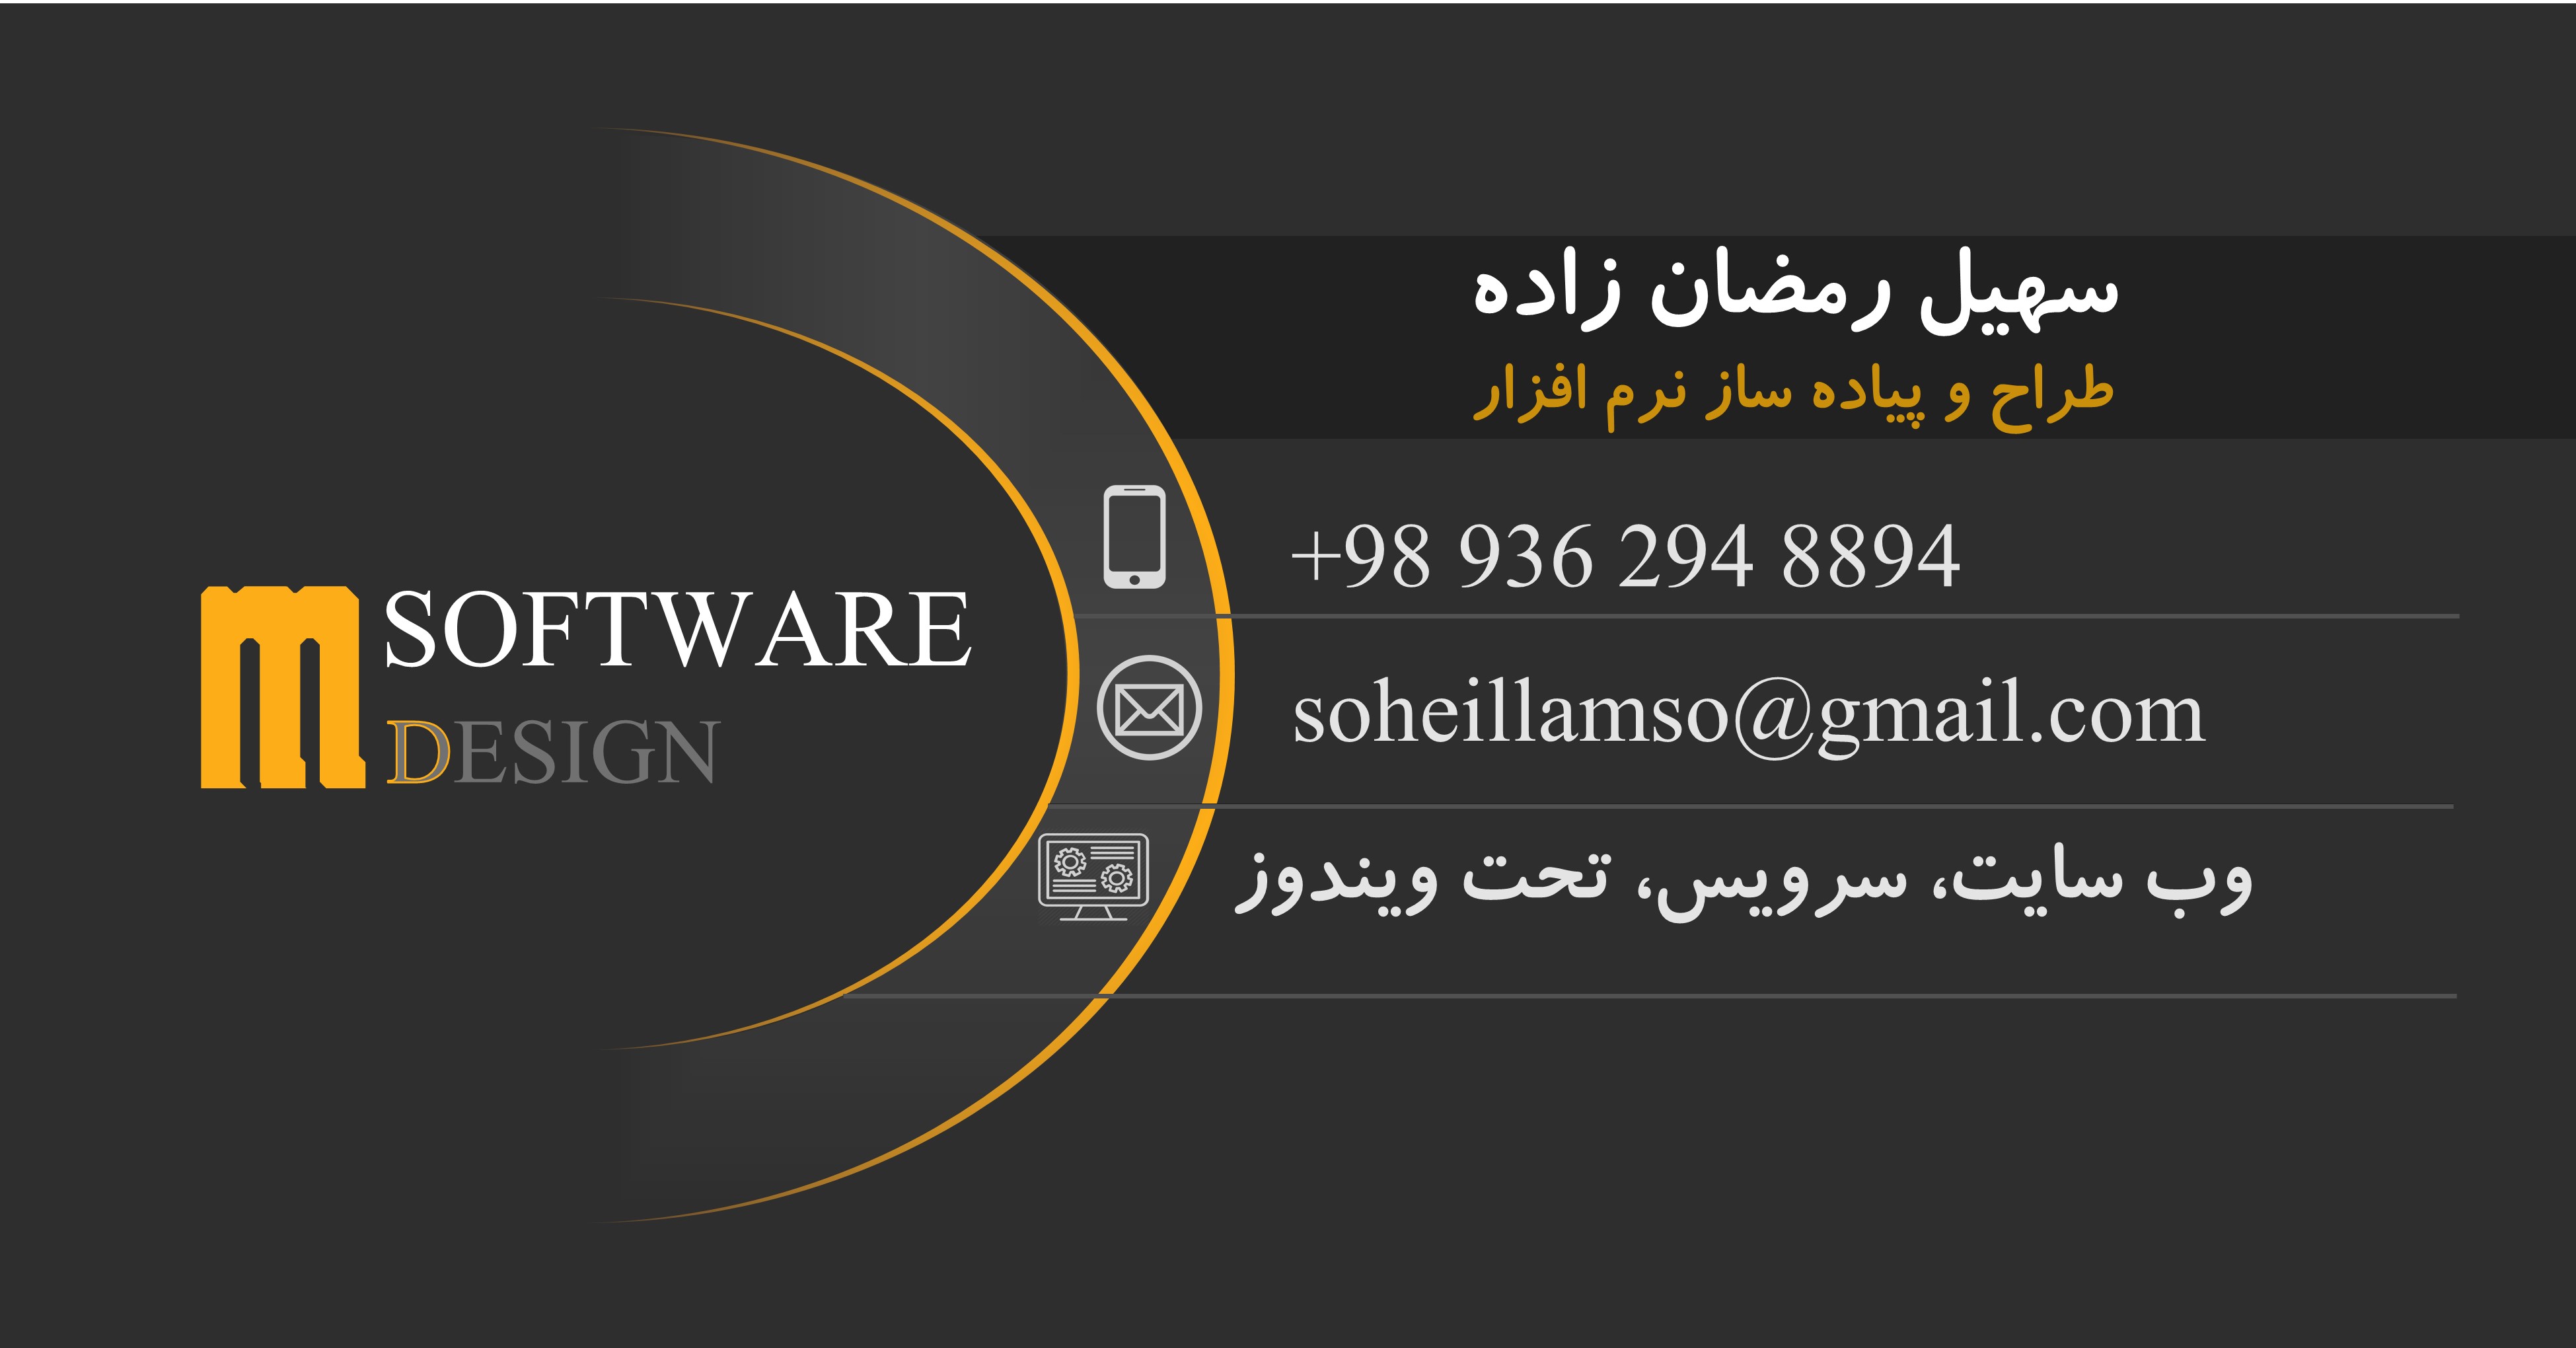 m SOFTWARE
DESIGN
سهیل رمضان زاده
طراح و پیاده ساز نرم افزار
+98 936 294 8894
soheillamso@gmail.com
وب سایت، سرویس، تحت ویندوز